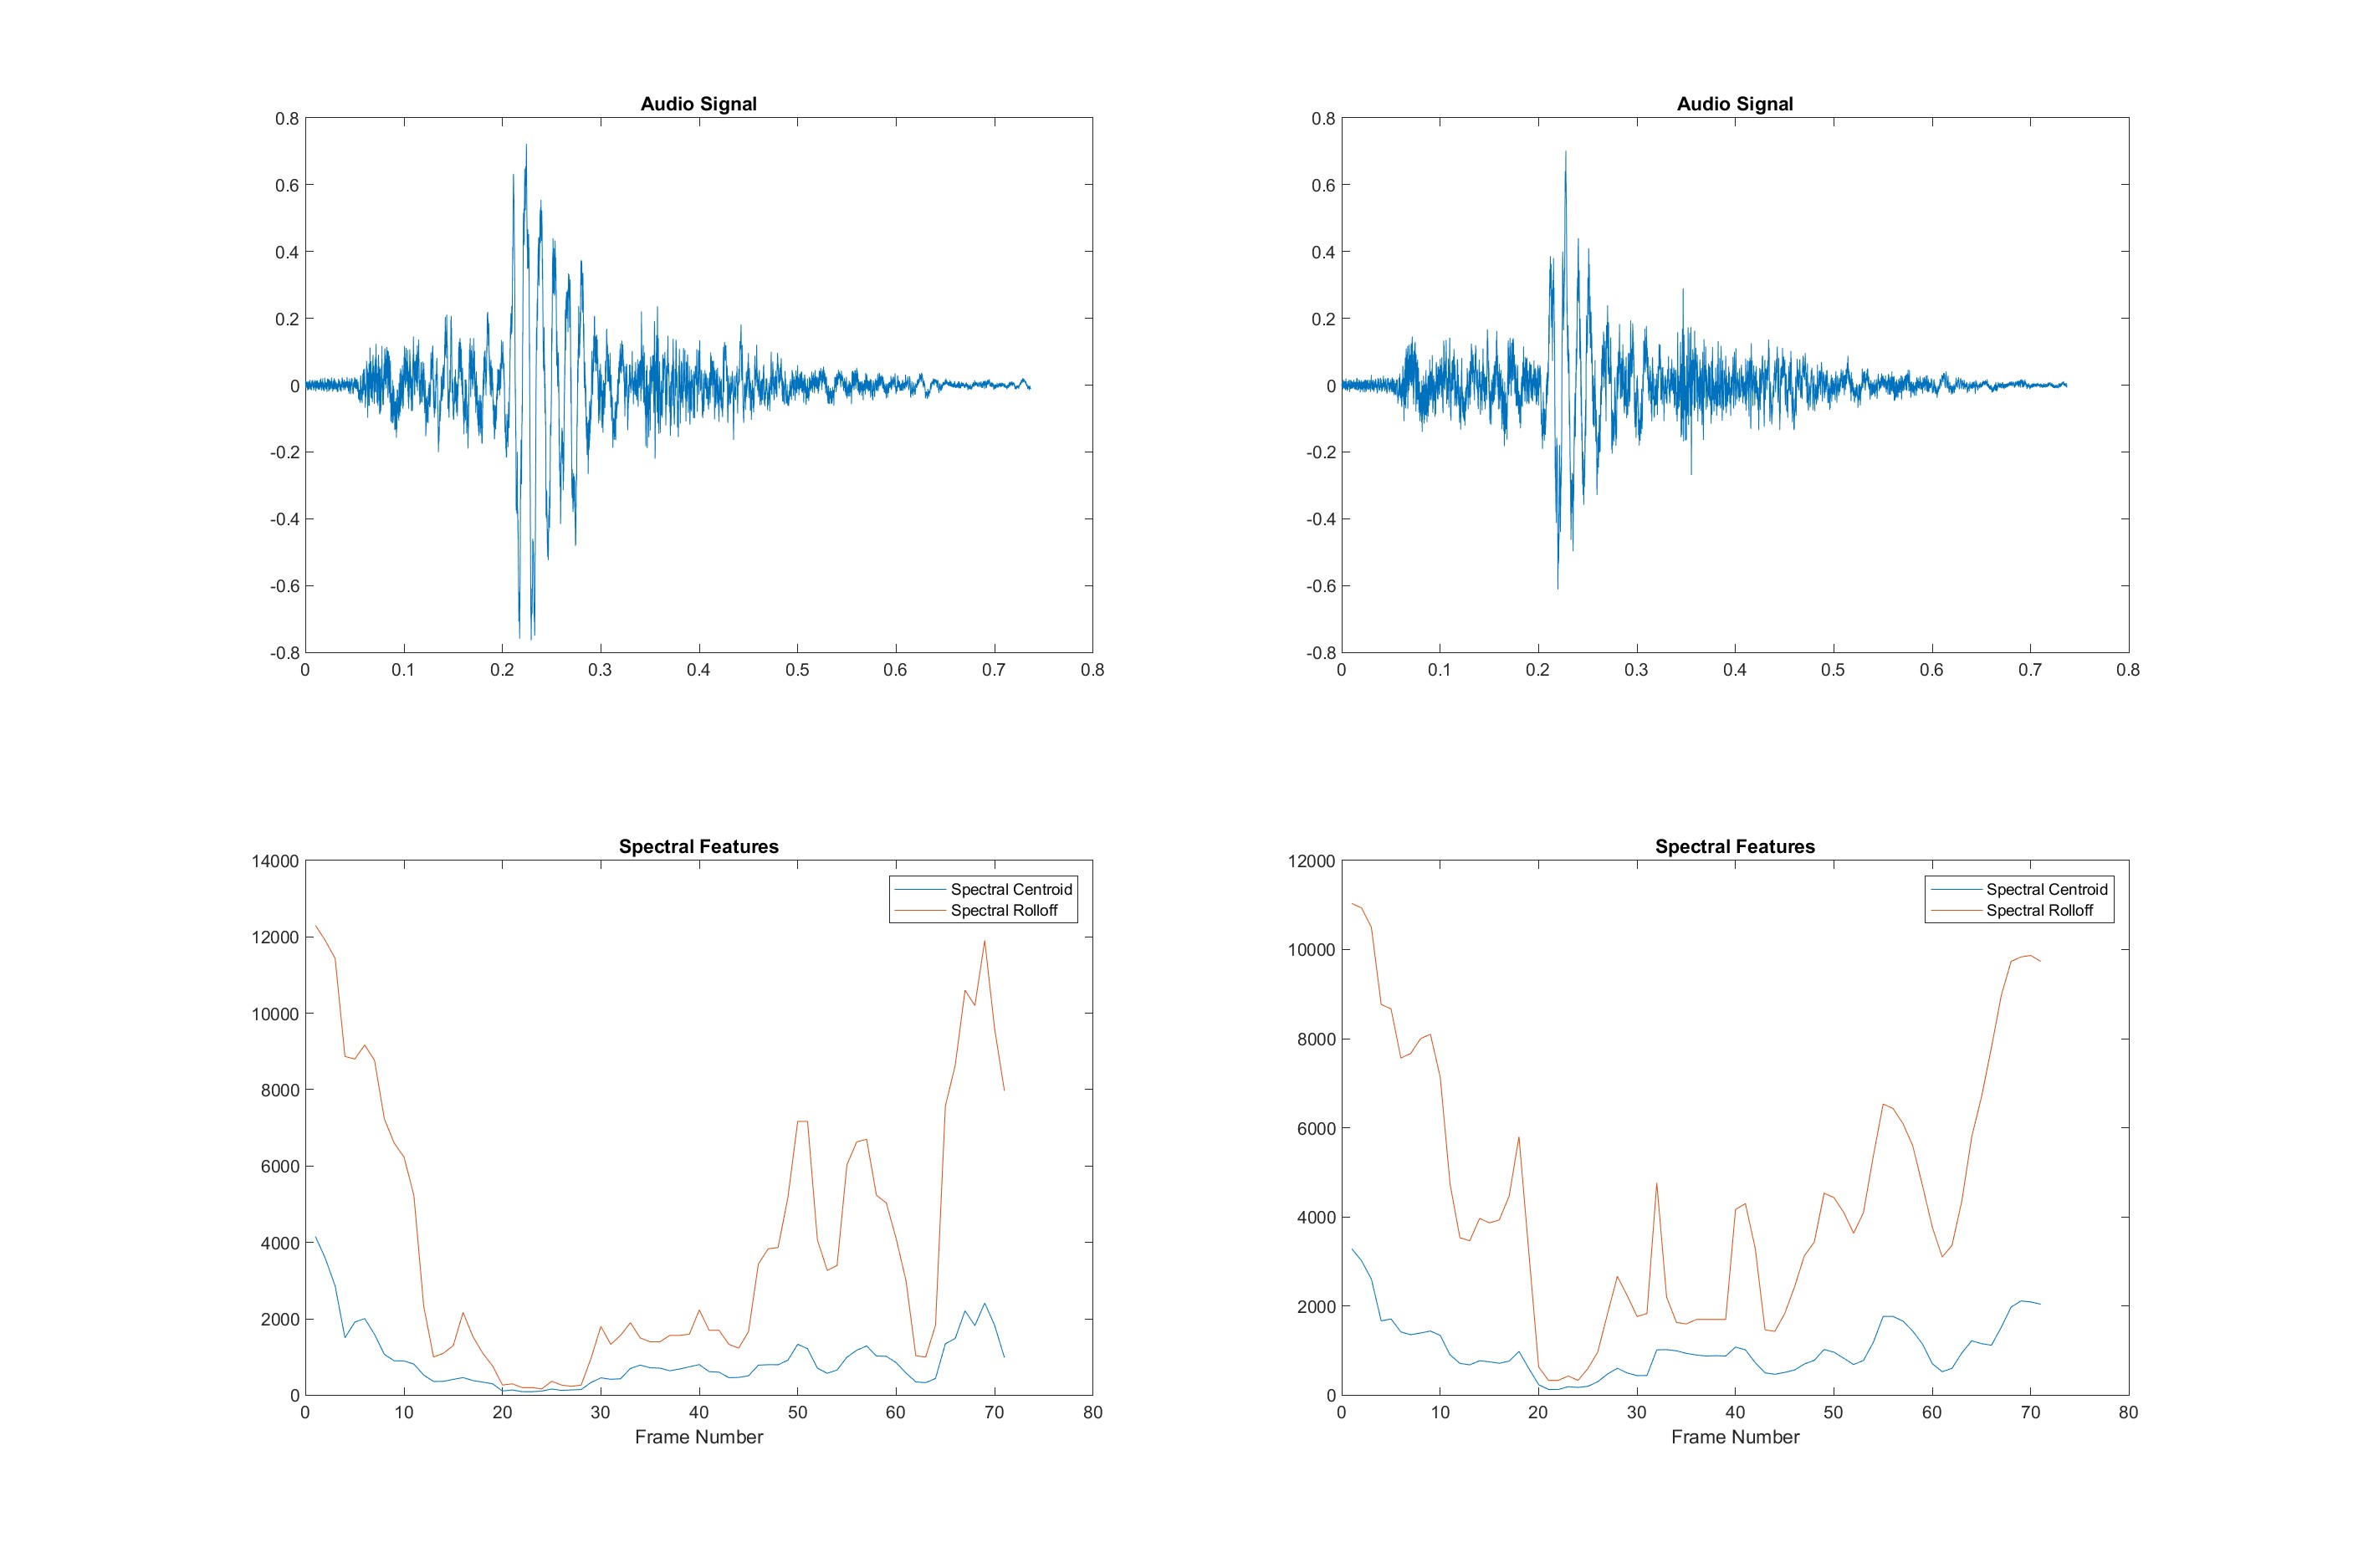 Audio Signal
0.8
0.6
0.4
0.2
0
-0.2
-0.4
-0.6
-0.8
0 0.1 0.2 0.3 0.4 0.5 0.6 0.7 0.8
Audio Signal
0.8
0.6
0.4
0.2
0
-0.2
-0.4
-0.6
-0.8
0 0.1 0.2 0.3 0.4 0.5 0.6 0.7 0.8
Spectral Features
14000
12000
10000
8000
6000
4000
2000
0
Spectral Centroid
Spectral Rolloff
0 10 20 30 40 50 60 70 80
Frame Number
Spectral Features
12000
10000
8000
6000
4000
2000
0
Spectral Centroid
Spectral Rolloff
0 10 20 30 40 50 60 70 80
Frame Number